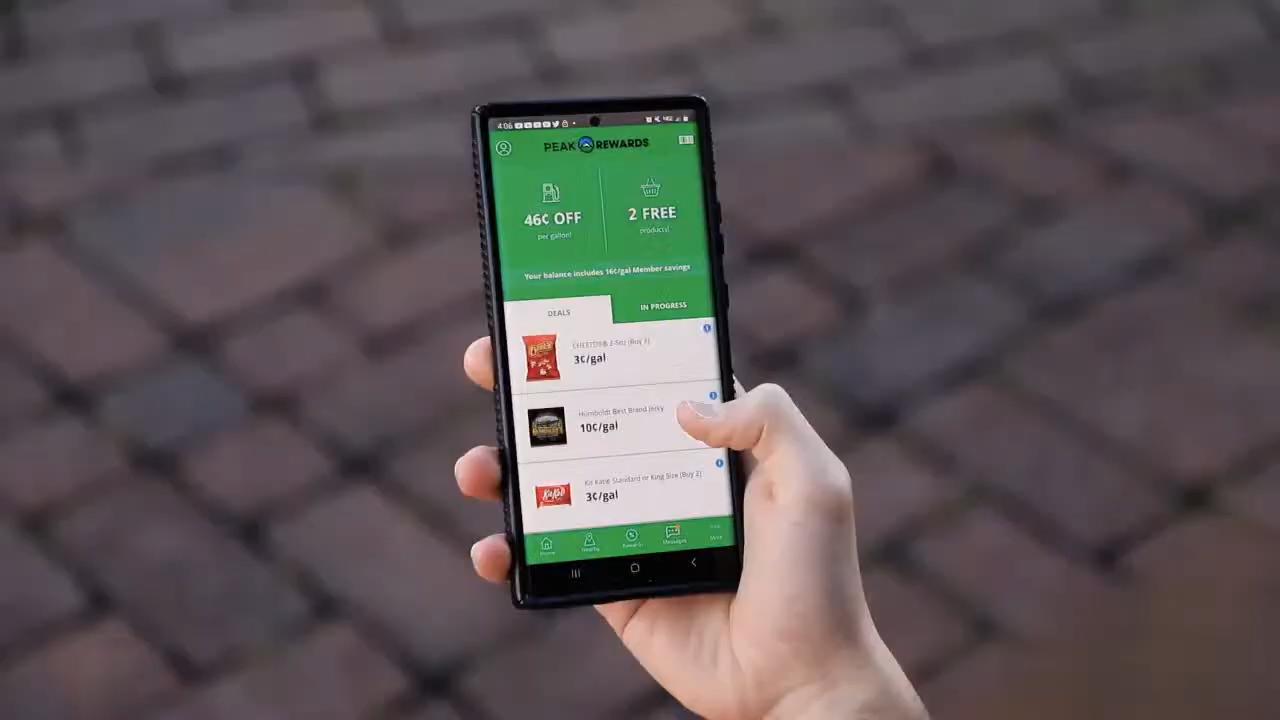 4:06
PEAK REWARDS
46¢ OFF
per gallon!
2 FREE
products!
Your balance includes 16¢/gal Member savings
DEALS
IN PROGRESS
CHEETOS® 2-5oz (Buy 2)
3¢/gal
Humboldt Best Brand Jerky
10¢/gal
Kit Kat® Standard or King Size (Buy 2)
3¢/gal
Home
Nearby
Rewards
Messages
More